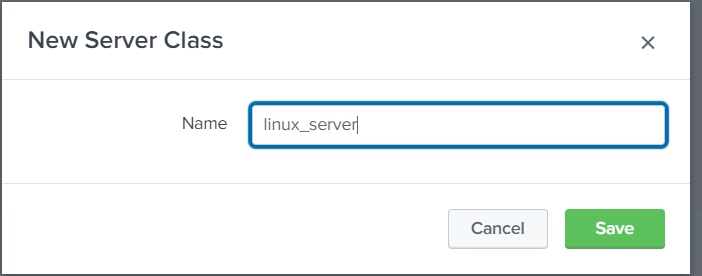 New Server Class
Name
linux_server
Cancel
Save